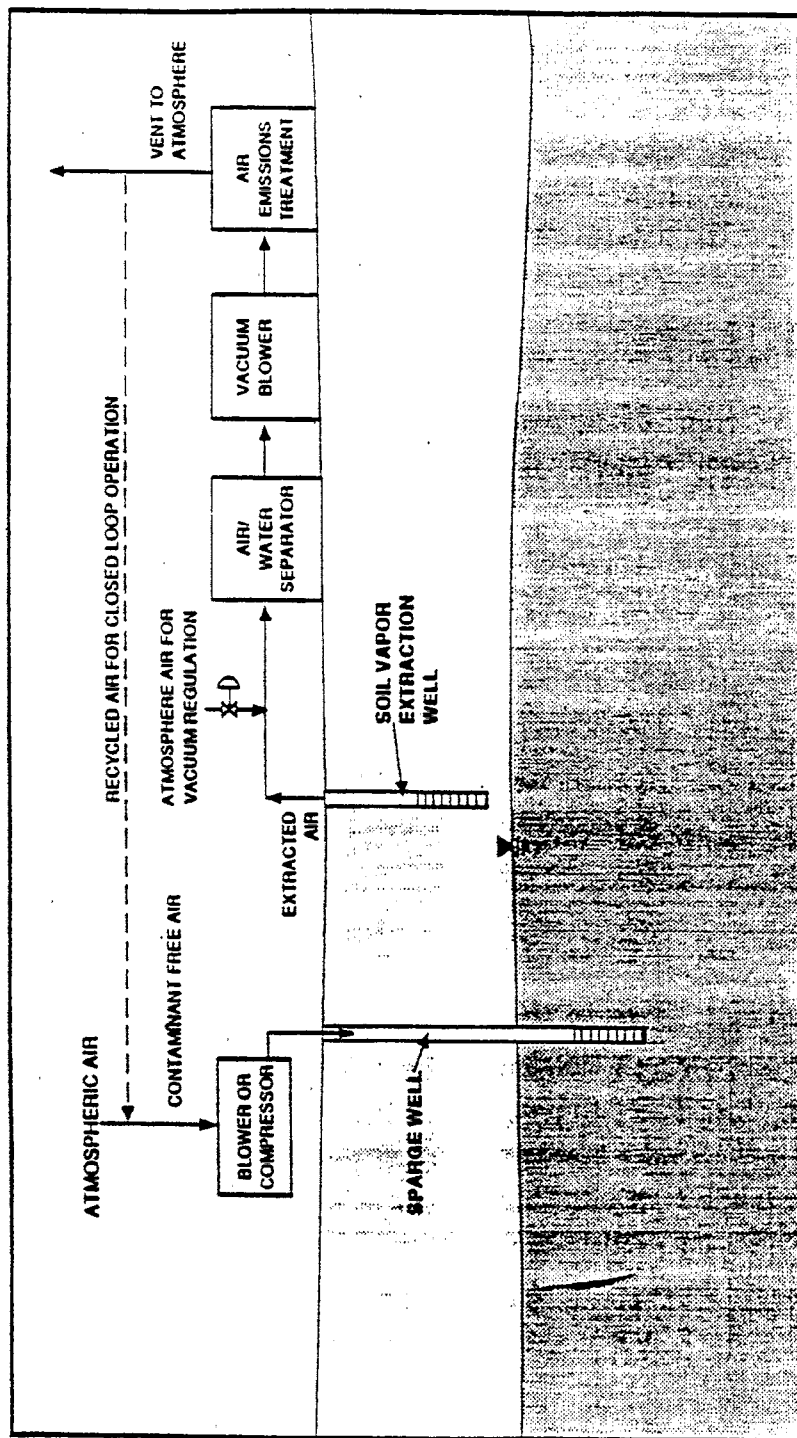 VENT TO
ATMOSPHERE
RECYCLED AIR FOR CLOSED LOOP OPERATION
ATMOSPHERIC AIR
CONTAMINANT FREE AIR
ATMOSPHERE AIR FOR
VACUUM REGULATION
BLOWER OR
COMPRESSOR
EXTRACTED
AIR
AIR/
WATER
SEPARATOR
VACUUM
BLOWER
AIR
EMISSIONS
TREATMENT
SPARGE WELL
SOIL VAPOR
EXTRACTION
WELL